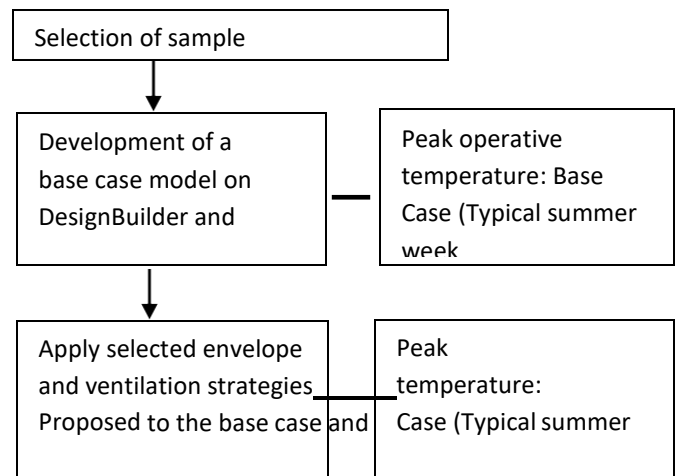 Selection of sample
Development of a
base case model on
DesignBuilder and
Peak operative
temperature: Base
Case (Typical summer
week
Apply selected envelope
and ventilation strategies
Proposed to the base case and
Peak
temperature:
Case (Typical summer